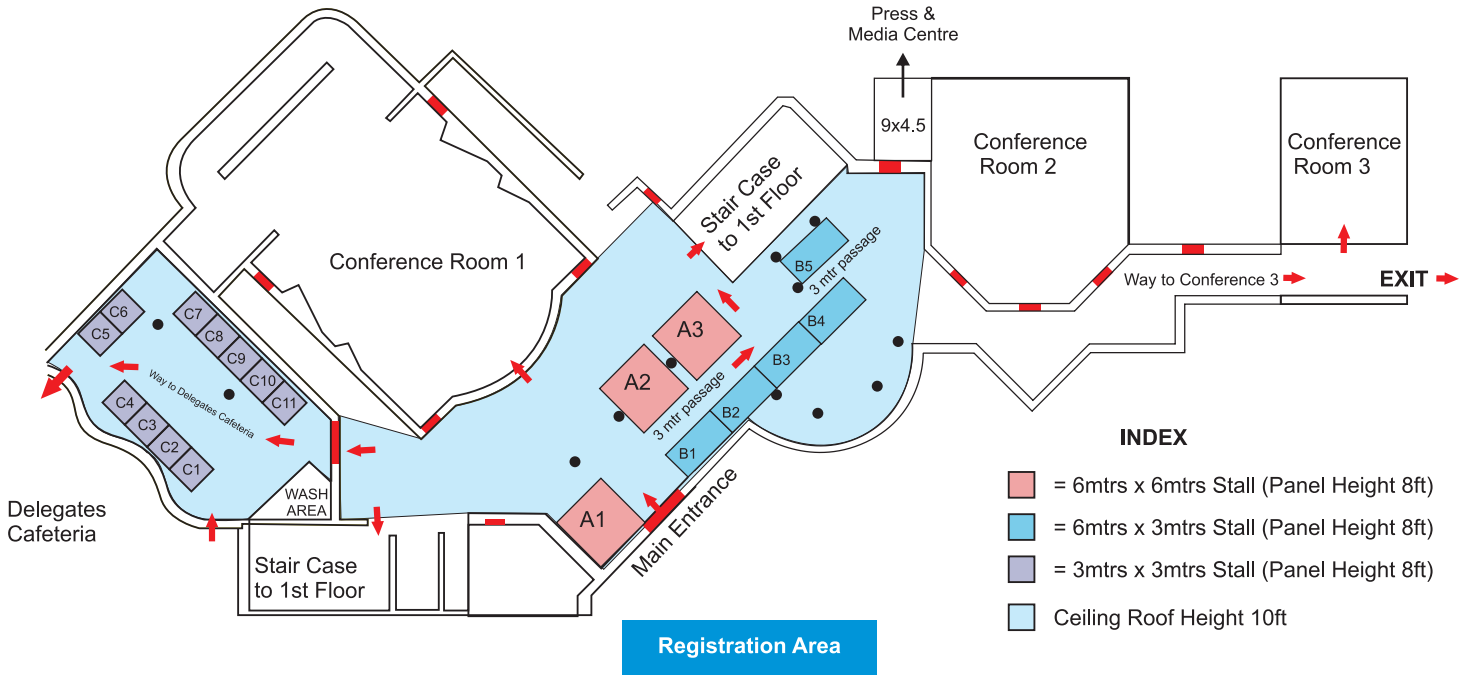 Press &
Media Centre
9x4.5
Conference
Room 2
Conference
Room 3
Stair Case
to 1st Floor
Conference Room 1
B5
3 mtr passage
Way to Conference 3
EXIT
C6
C5
C7
C8
C9
C10
C11
Way to Delegates Cafeteria
C4
C3
C2
C1
A3
A2
B4
B3
B2
B1
3 mtr passage
A1
Main Entrance
WASH
AREA
Delegates
Cafeteria
Stair Case
to 1st Floor
INDEX
= 6mtrs x 6mtrs Stall (Panel Height 8ft)
= 6mtrs x 3mtrs Stall (Panel Height 8ft)
= 3mtrs x 3mtrs Stall (Panel Height 8ft)
Ceiling Roof Height 10ft
Registration Area